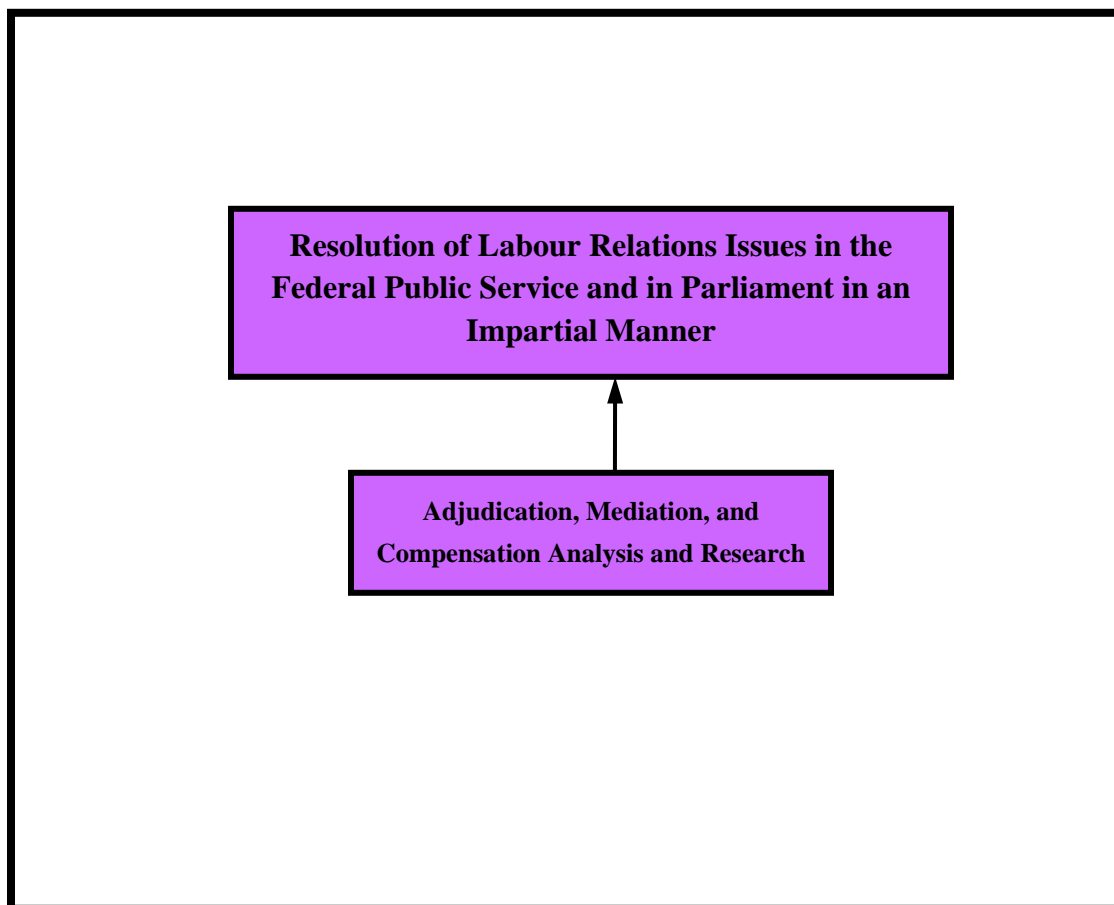 Resolution of Labour Relations Issues in the
Federal Public Service and in Parliament in an
Impartial Manner
Adjudication, Mediation, and
Compensation Analysis and Research